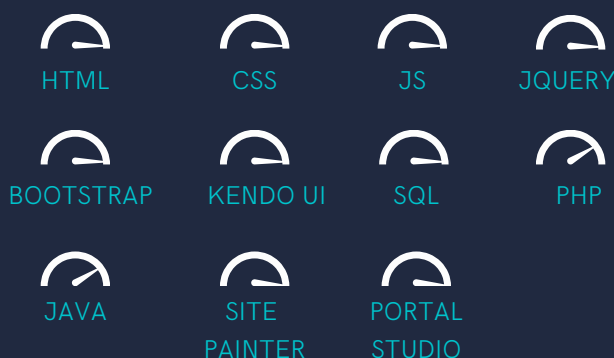 HTML
CSS
JS
JQUERY
BOOTSTRAP
KENDO UI
SQL
PHP
JAVA
SITE
PAINTER
PORTAL
STUDIO